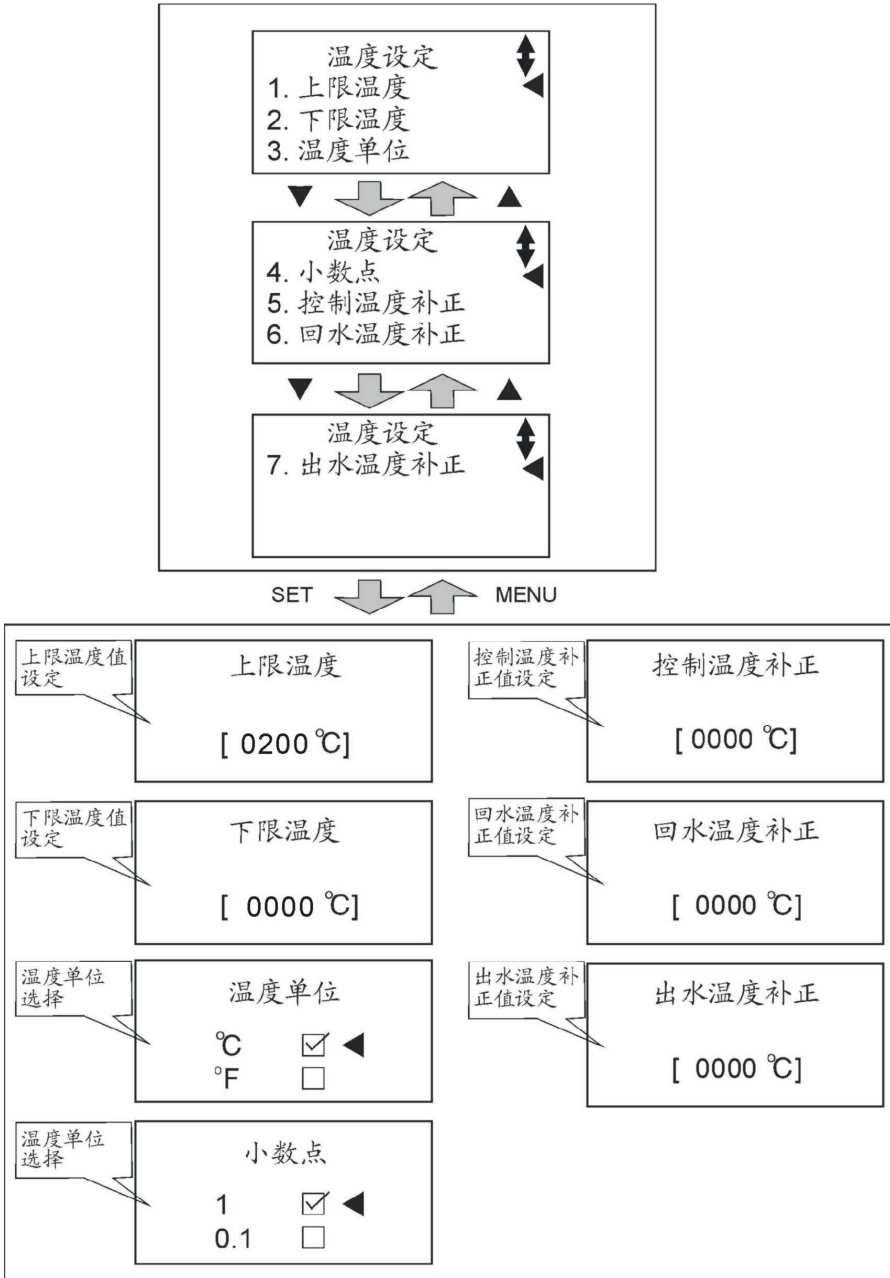 温度设定
1. 上限温度
2. 下限温度
3. 温度单位
温度设定
4. 小数点
5. 控制温度补正
6. 回水温度补正
温度设定
7. 出水温度补正
SET
MENU
上限温度值
设定
上限温度
[ 0200 ℃]
下限温度值
设定
下限温度
[ 0000 ℃]
温度单位
选择
温度单位
℃
°F
温度单位
选择
小数点
1
0.1
控制温度补
正值设定
控制温度补正
[ 0000 ℃]
回水温度补
正值设定
回水温度补正
[ 0000 ℃]
出水温度补
正值设定
出水温度补正
[ 0000 ℃]